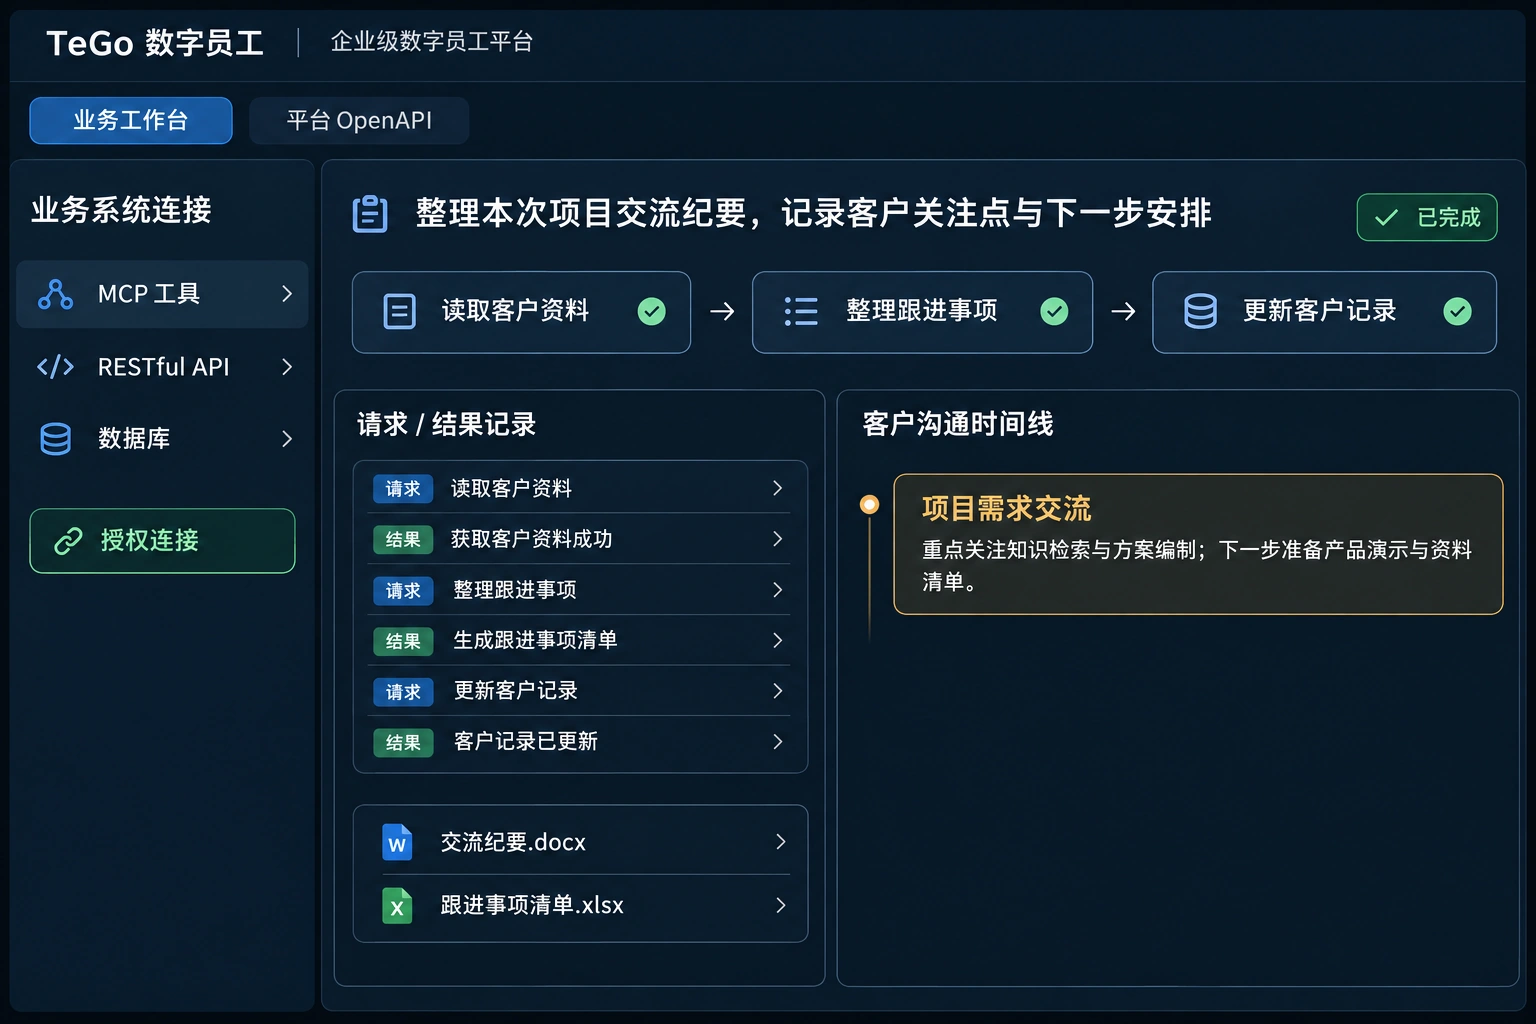 TeGo 数字员工
企业级数字员工平台
业务工作台
平台 OpenAPI
业务系统连接
MCP 工具
RESTful API
数据库
授权连接
整理本次项目交流纪要，记录客户关注点与下一步安排
已完成
读取客户资料
整理跟进事项
更新客户记录
请求 / 结果记录
请求 读取客户资料
结果 获取客户资料成功
请求 整理跟进事项
结果 生成跟进事项清单
请求 更新客户记录
结果 客户记录已更新
W 交流纪要.docx
X 跟进事项清单.xlsx
客户沟通时间线
项目需求交流
重点关注知识检索与方案编制；下一步准备产品演示与资料
清单。